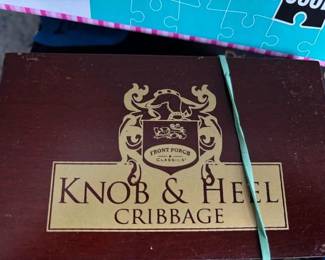 FRONT PORCH
CLASSICS
KNOB & HEEL
CRIBBAGE